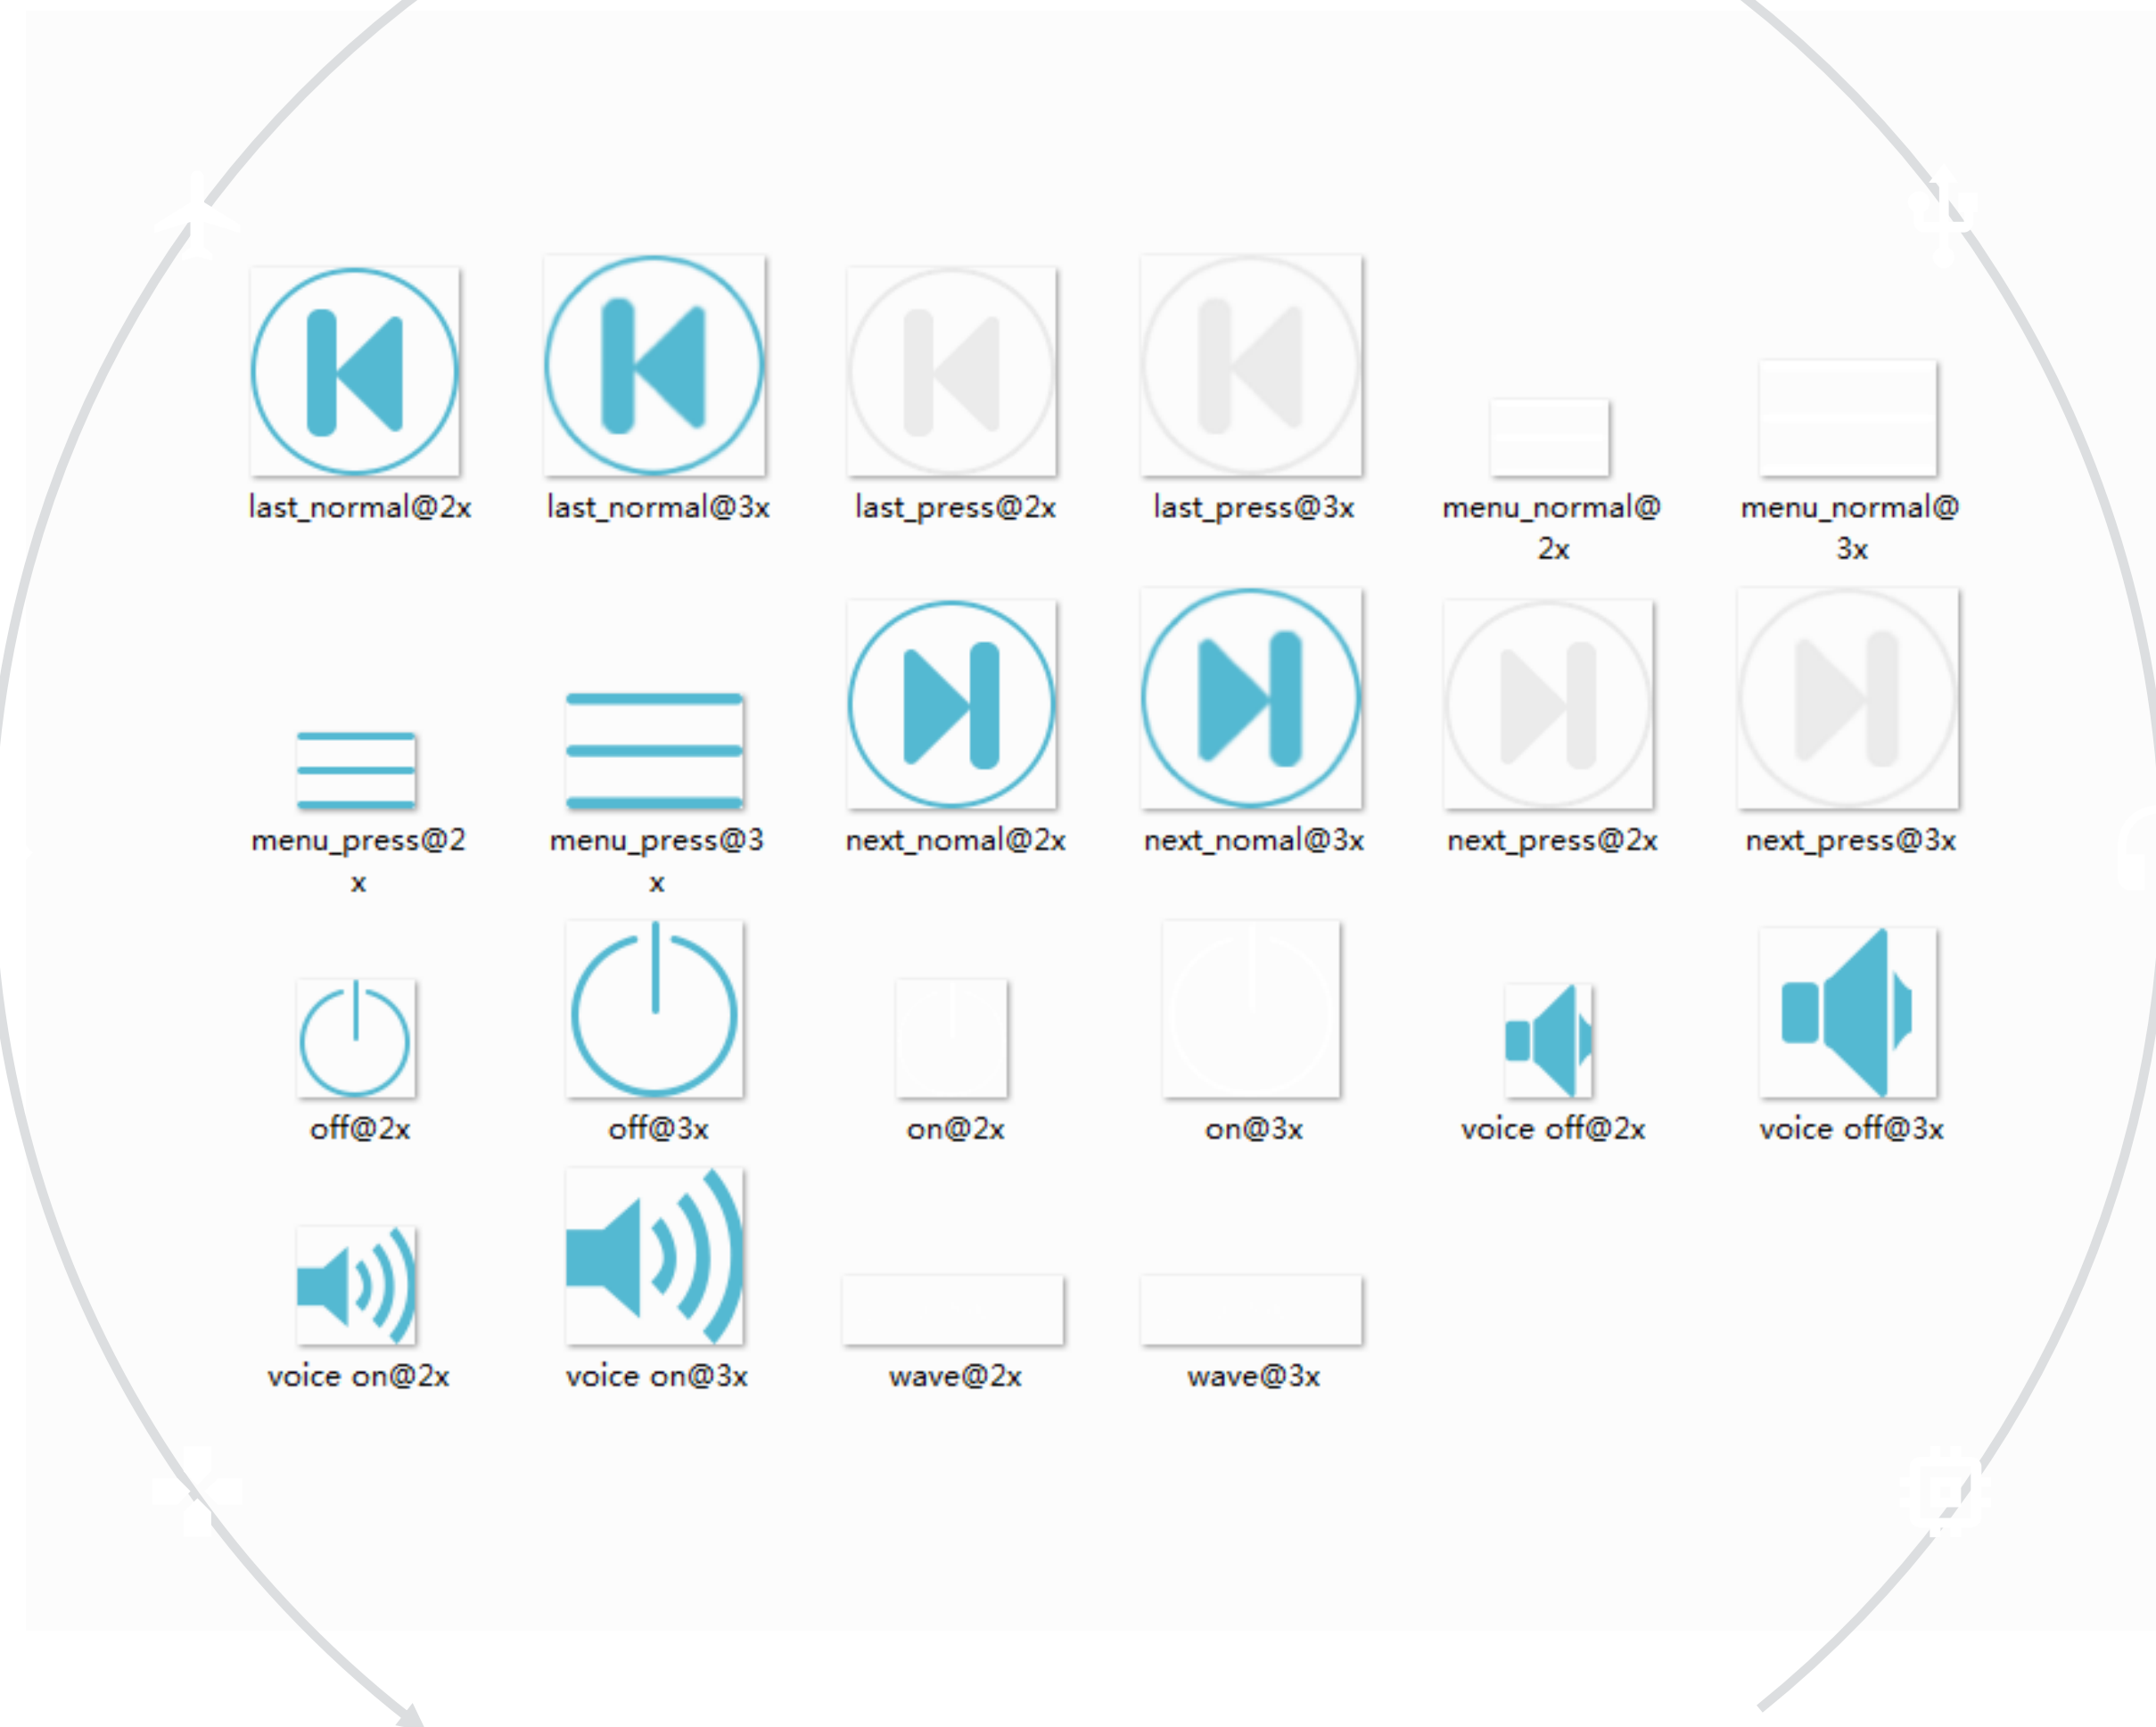 last_normal@2x
last_normal@3x
last_press@2x
last_press@3x
menu_normal@
2x
menu_normal@
3x
menu_press@2
x
menu_press@3
x
next_nomal@2x
next_nomal@3x
next_press@2x
next_press@3x
off@2x
off@3x
on@2x
on@3x
voice off@2x
voice off@3x
voice on@2x
voice on@3x
wave@2x
wave@3x